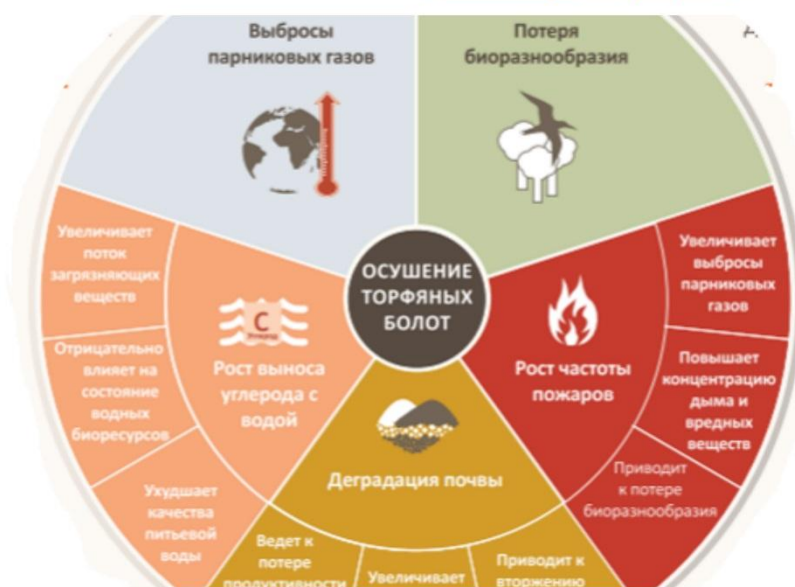 Выбросы
парниковых газов
Потеря
биоразнообразия
Увеличивает
поток
загрязняющих
веществ
Отрицательно
влияет на
состояние
водных
биоресурсов
Ухудшает
качества
питьевой
воды
С
Рост выноса
углерода с
водой
ОСУШЕНИЕ
ТОРФЯНЫХ
БОЛОТ
Рост частоты
пожаров
Увеличивает
выбросы
парниковых
газов
Повышает
концентрацию
дыма и
вредных
веществ
Приводит
к потере
биоразнообразия
Деградация почвы
Ведет к
потере
продуктивности
Увеличивает
Приводит к
вторжению